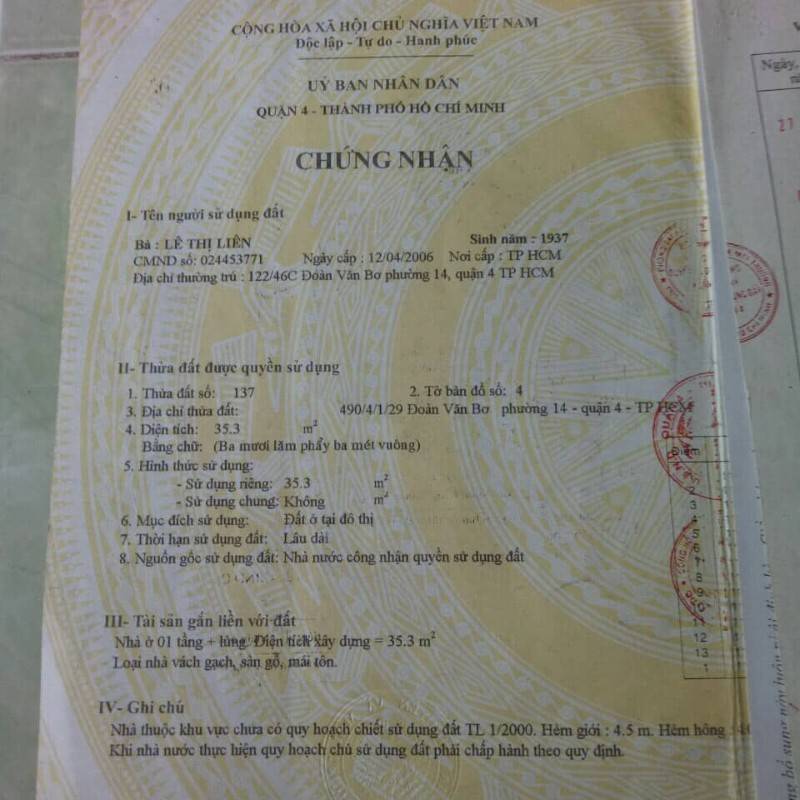 CỘNG HÒA XÃ HỘI CHỦ NGHĨA VIỆT NAM
Độc lập - Tự do - Hạnh phúc
UỶ BAN NHÂN DÂN
QUẬN 4 - THÀNH PHỐ HỒ CHÍ MINH
CHỨNG NHẬN
I- Tên người sử dụng đất
Bà : LÊ THỊ LIÊN Sinh năm : 1937
CMND số: 024453771 Ngày cấp : 12/04/2006 Nơi cấp : TP HCM
Địa chỉ thường trú : 122/46C Đoàn Văn Bơ phường 14, quận 4 TP HCM
II- Thửa đất được quyền sử dụng
1. Thửa đất số: 137 2. Tờ bản đồ số: 4
3. Địa chỉ thửa đất: 490/4/1/29 Đoàn Văn Bơ phường 14 - quận 4 - TP HCM
4. Diện tích: 35.3 m²
Bằng chữ: (Ba mươi lăm phẩy ba mét vuông)
5. Hình thức sử dụng:
- Sử dụng riêng: 35.3 m²
- Sử dụng chung: Không m²
6. Mục đích sử dụng: Đất ở tại đô thị
7. Thời hạn sử dụng đất: Lâu dài
8. Nguồn gốc sử dụng đất: Nhà nước công nhận quyền sử dụng đất
III- Tài sản gắn liền với đất
Nhà ở 01 tầng + lửng. Diện tích xây dựng = 35.3 m²
Loại nhà vách gạch, sàn gỗ, mái tôn.
IV- Ghi chú
Nhà thuộc khu vực chưa có quy hoạch chiết sử dụng đất TL 1/2000. Hẻm giới : 4.5 m. Hẻm hông :
Khi nhà nước thực hiện quy hoạch chủ sử dụng đất phải chấp hành theo quy định.
Ngày,
27
2
3
4
5
6
7
8
9
12
13
1